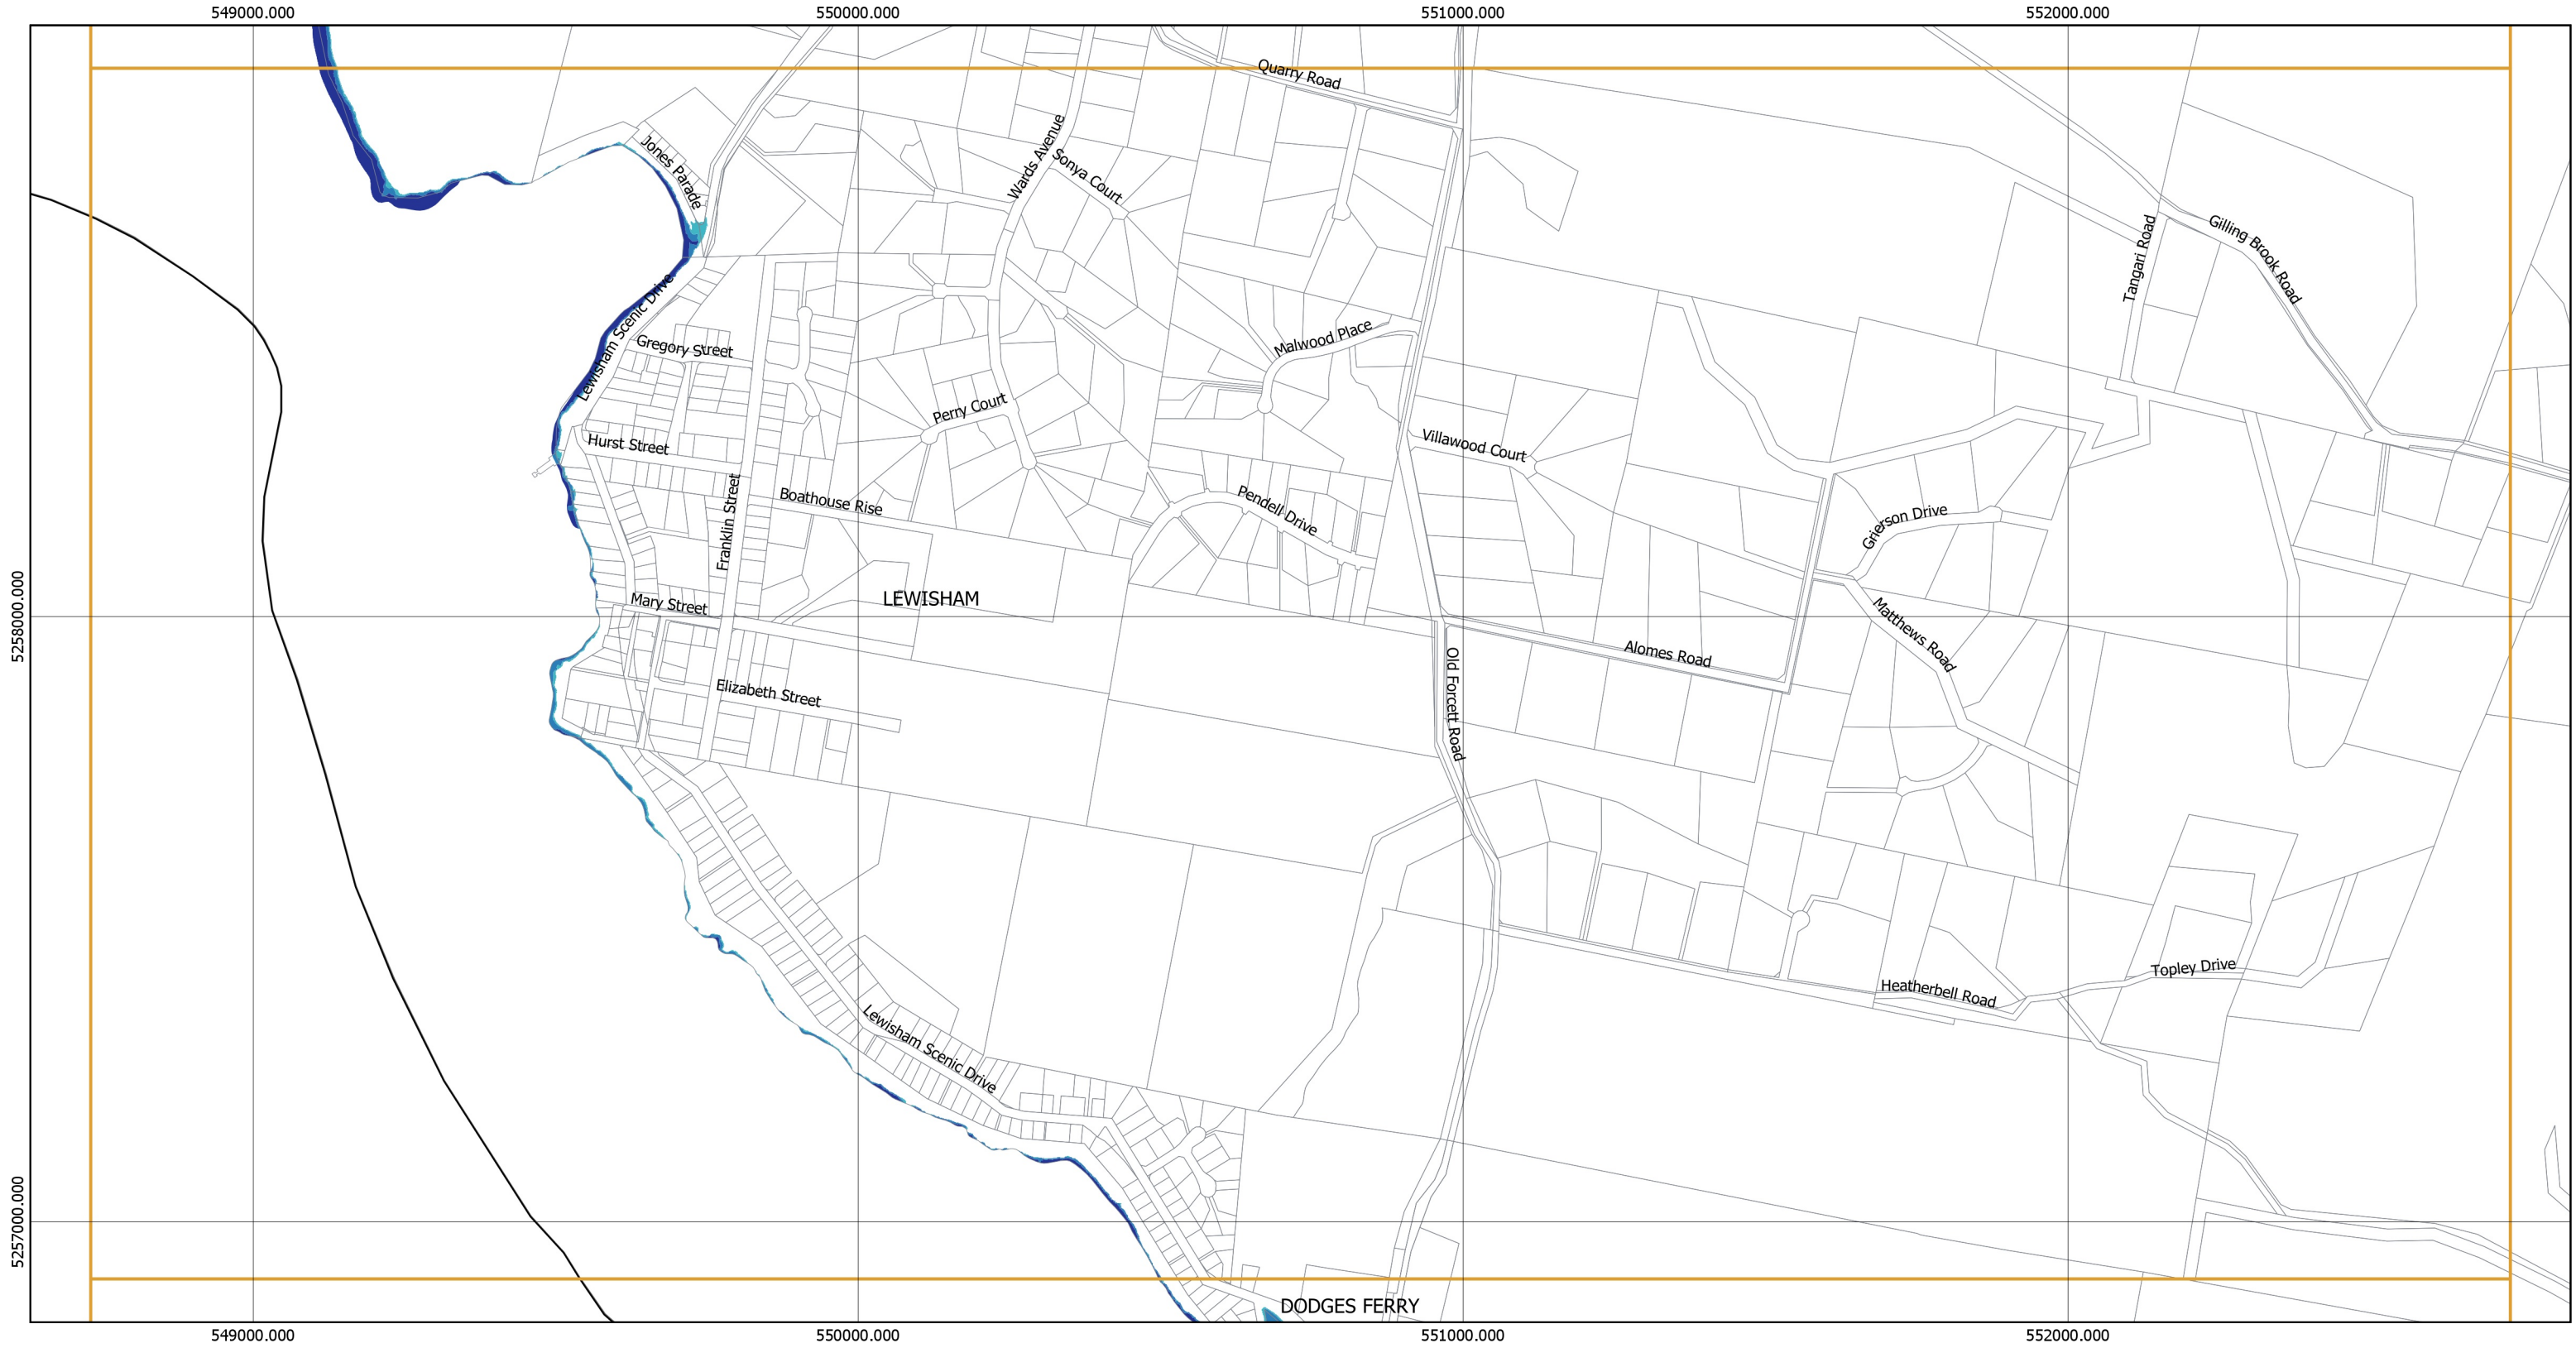 549000.000
550000.000
551000.000
552000.000
Quarry Road
Jones Parade
Wards Avenue
Sonya Court
Tangari Road
Gilling Brook Road
Lewisham Scenic Drive
Gregory Street
Malwood Place
Perry Court
Hurst Street
Villawood Court
Franklin Street
Boathouse Rise
Pendell Drive
Grierson Drive
5258000.000
LEWISHAM
Mary Street
Matthews Road
Alomes Road
Old Forcett Road
Elizabeth Street
Topley Drive
Heatherbell Road
Lewisham Scenic Drive
5257000.000
DODGES FERRY
549000.000
550000.000
551000.000
552000.000